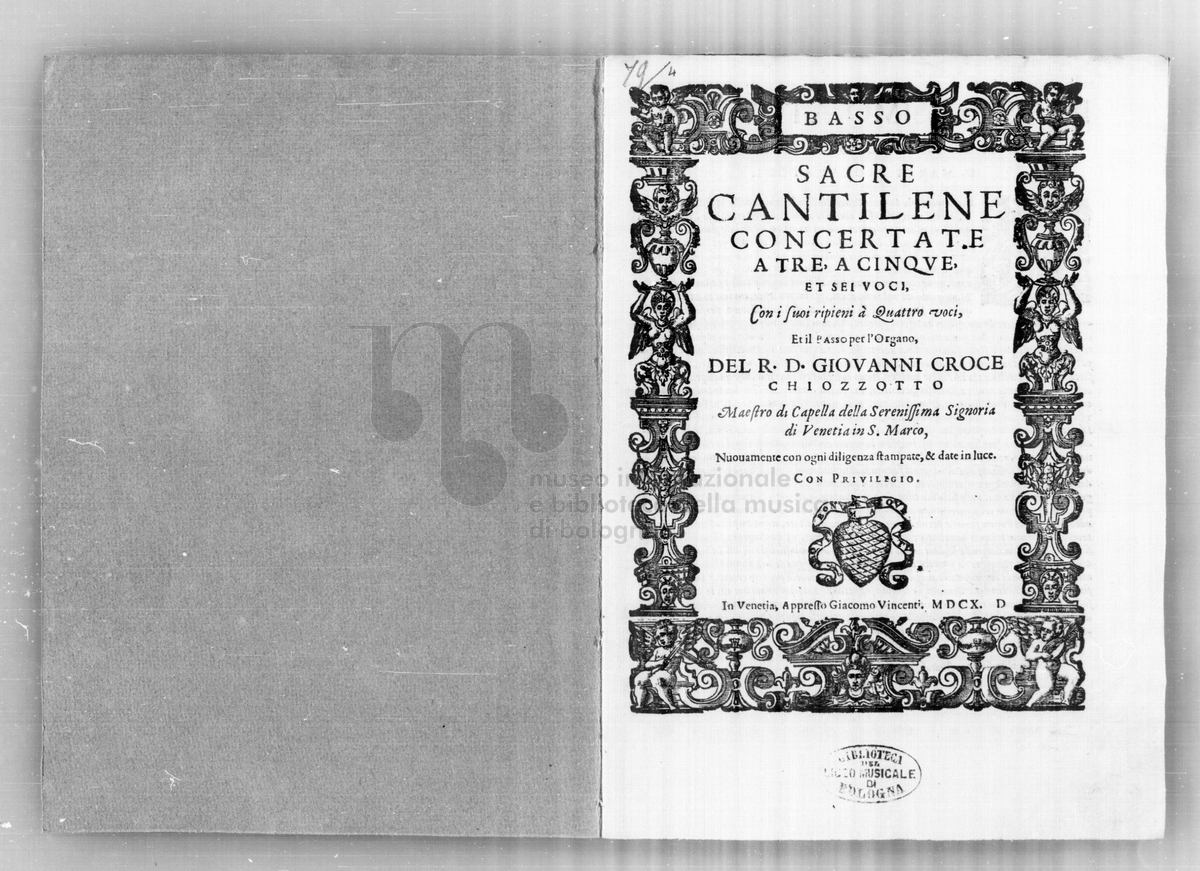 79/4
BASSO
SACRE
CANTILENE
CONCERTATE
A TRE, A CINQVE,
ET SEI VOCI,
Con i ſuoi ripieni à Quattro voci,
Et il BAſſo per l'Organo,
DEL R. D. GIOVANNI CROCE
CHIOZZOTTO
Maeſtro di Capella della Sereniſſima Signoria
di Venetia in S. Marco,
Nuouamente con ogni diligenza ſtampate, & date in luce.
CON PRIVILEGIO.
In Venetia, Appreſſo Giacomo Vincenti. MDCX. D
museo internazionale
e biblioteca della musica
di bologna
BIBLIOTECA
DEL
LICEO MUSICALE
DI
BOLOGNA